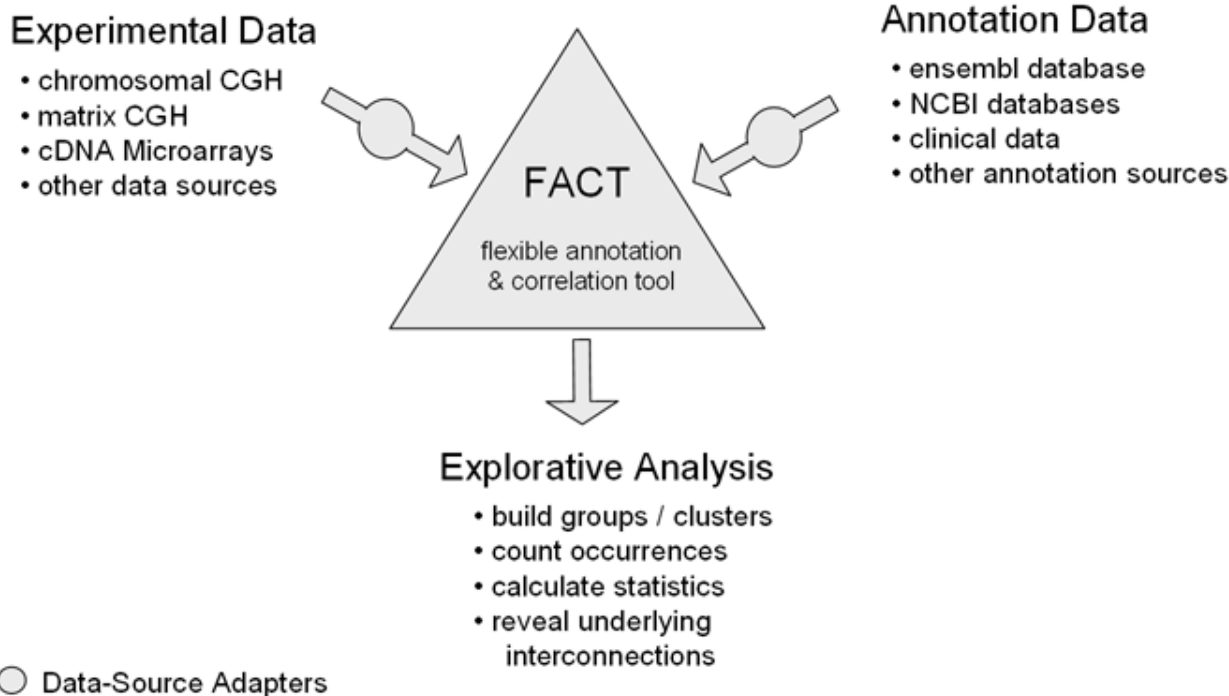 Experimental Data
• chromosomal CGH
• matrix CGH
• cDNA Microarrays
• other data sources
Annotation Data
• ensembl database
• NCBI databases
• clinical data
• other annotation sources
FACT
flexible annotation
& correlation tool
Explorative Analysis
• build groups / clusters
• count occurrences
• calculate statistics
• reveal underlying
interconnections
Data-Source Adapters